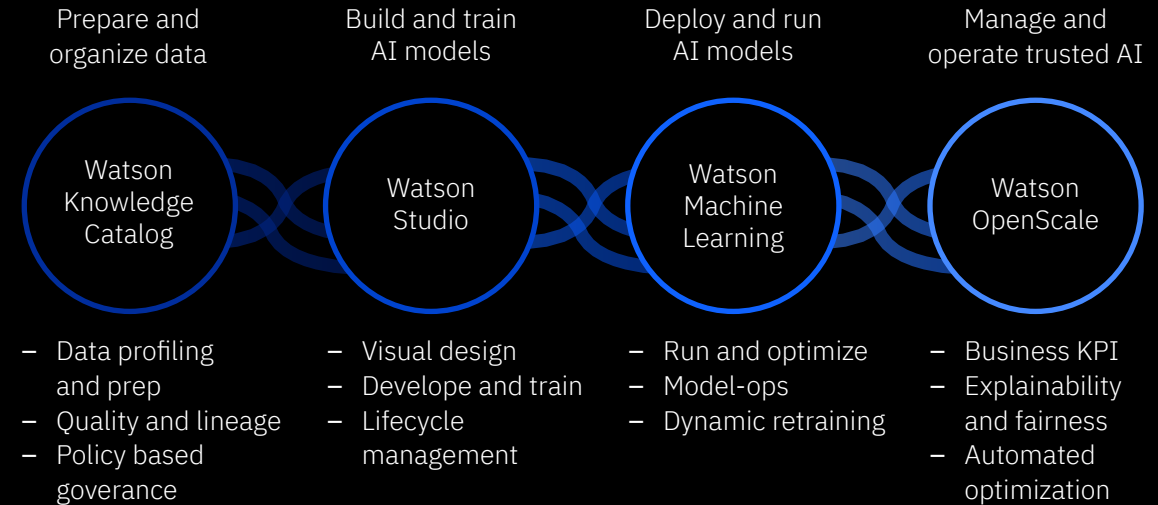 Prepare and
organize data
Build and train
AI models
Deploy and run
AI models
Manage and
operate trusted AI
Watson
Knowledge
Catalog
Watson
Studio
Watson
Machine
Learning
Watson
OpenScale
– Data profiling
and prep
– Quality and lineage
– Policy based
goverance
– Visual design
– Develope and train
– Lifecycle
management
– Run and optimize
– Model-ops
– Dynamic retraining
– Business KPI
– Explainability
and fairness
– Automated
optimization